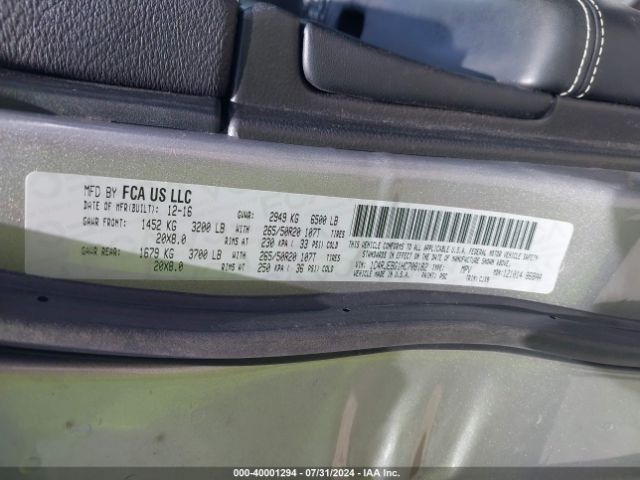 MFD BY FCA US LLC
DATE OF MFR(BUILT): 12-16 GVWR: 2949 KG 6500 LB
GAWR FRONT: 1452 KG 3200 LB WITH 265/50R20 107T TIRES
20X8.0 RIMS AT 230 KPA ( 33 PSI) COLD
GAWR REAR: 1679 KG 3700 LB WITH 265/50R20 107T TIRES
20X8.0 RIMS AT 250 KPA ( 36 PSI) COLD
THIS VEHICLE CONFORMS TO ALL APPLICABLE U.S.A. FEDERAL MOTOR VEHICLE SAFETY
STANDARDS IN EFFECT ON THE DATE OF MANUFACTURE SHOWN ABOVE.
VIN: TYPE: MPV
VEHICLE MADE IN U.S.A. PAINT: PSC
000-40001294 - 07/31/2024 - IAA Inc.